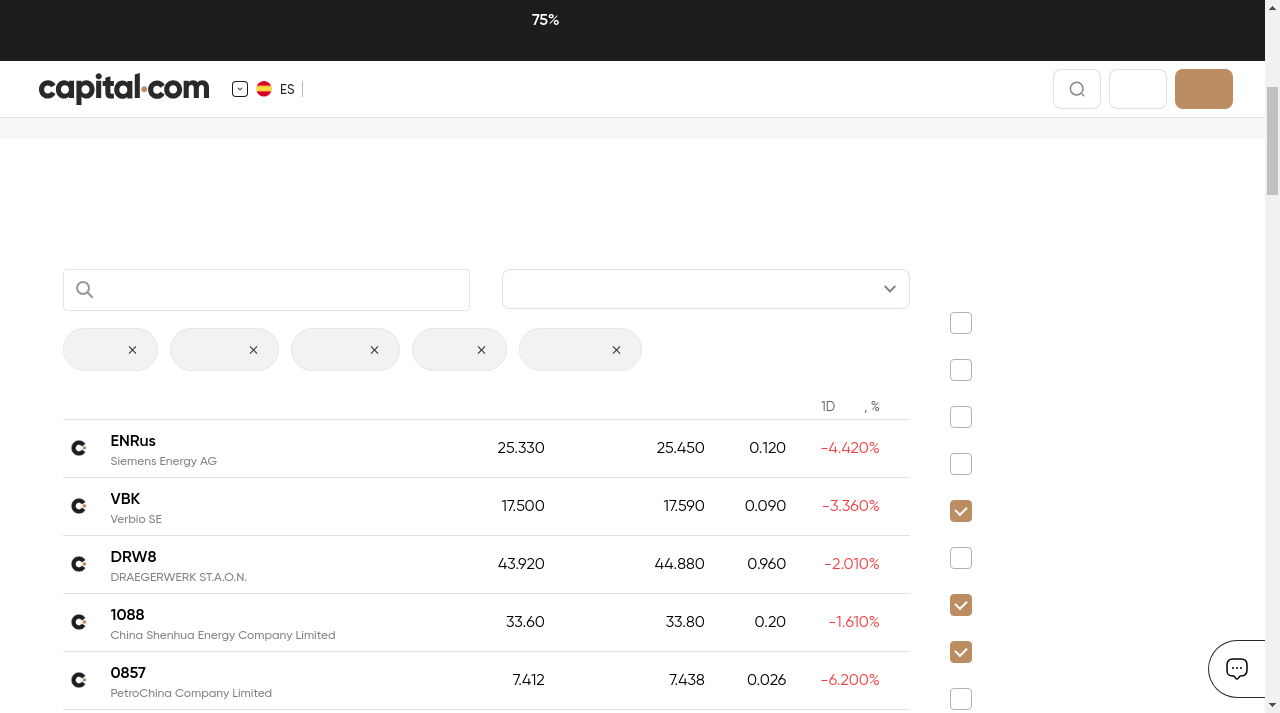 75%
capital.com
ES
1D , %
ENRus 25.330 25.450 0.120 -4.420%
Siemens Energy AG
VBK 17.500 17.590 0.090 -3.360%
Verbio SE
DRW8 43.920 44.880 0.960 -2.010%
DRAEGERWERK ST.A.O.N.
1088 33.60 33.80 0.20 -1.610%
China Shenhua Energy Company Limited
0857 7.412 7.438 0.026 -6.200%
PetroChina Company Limited